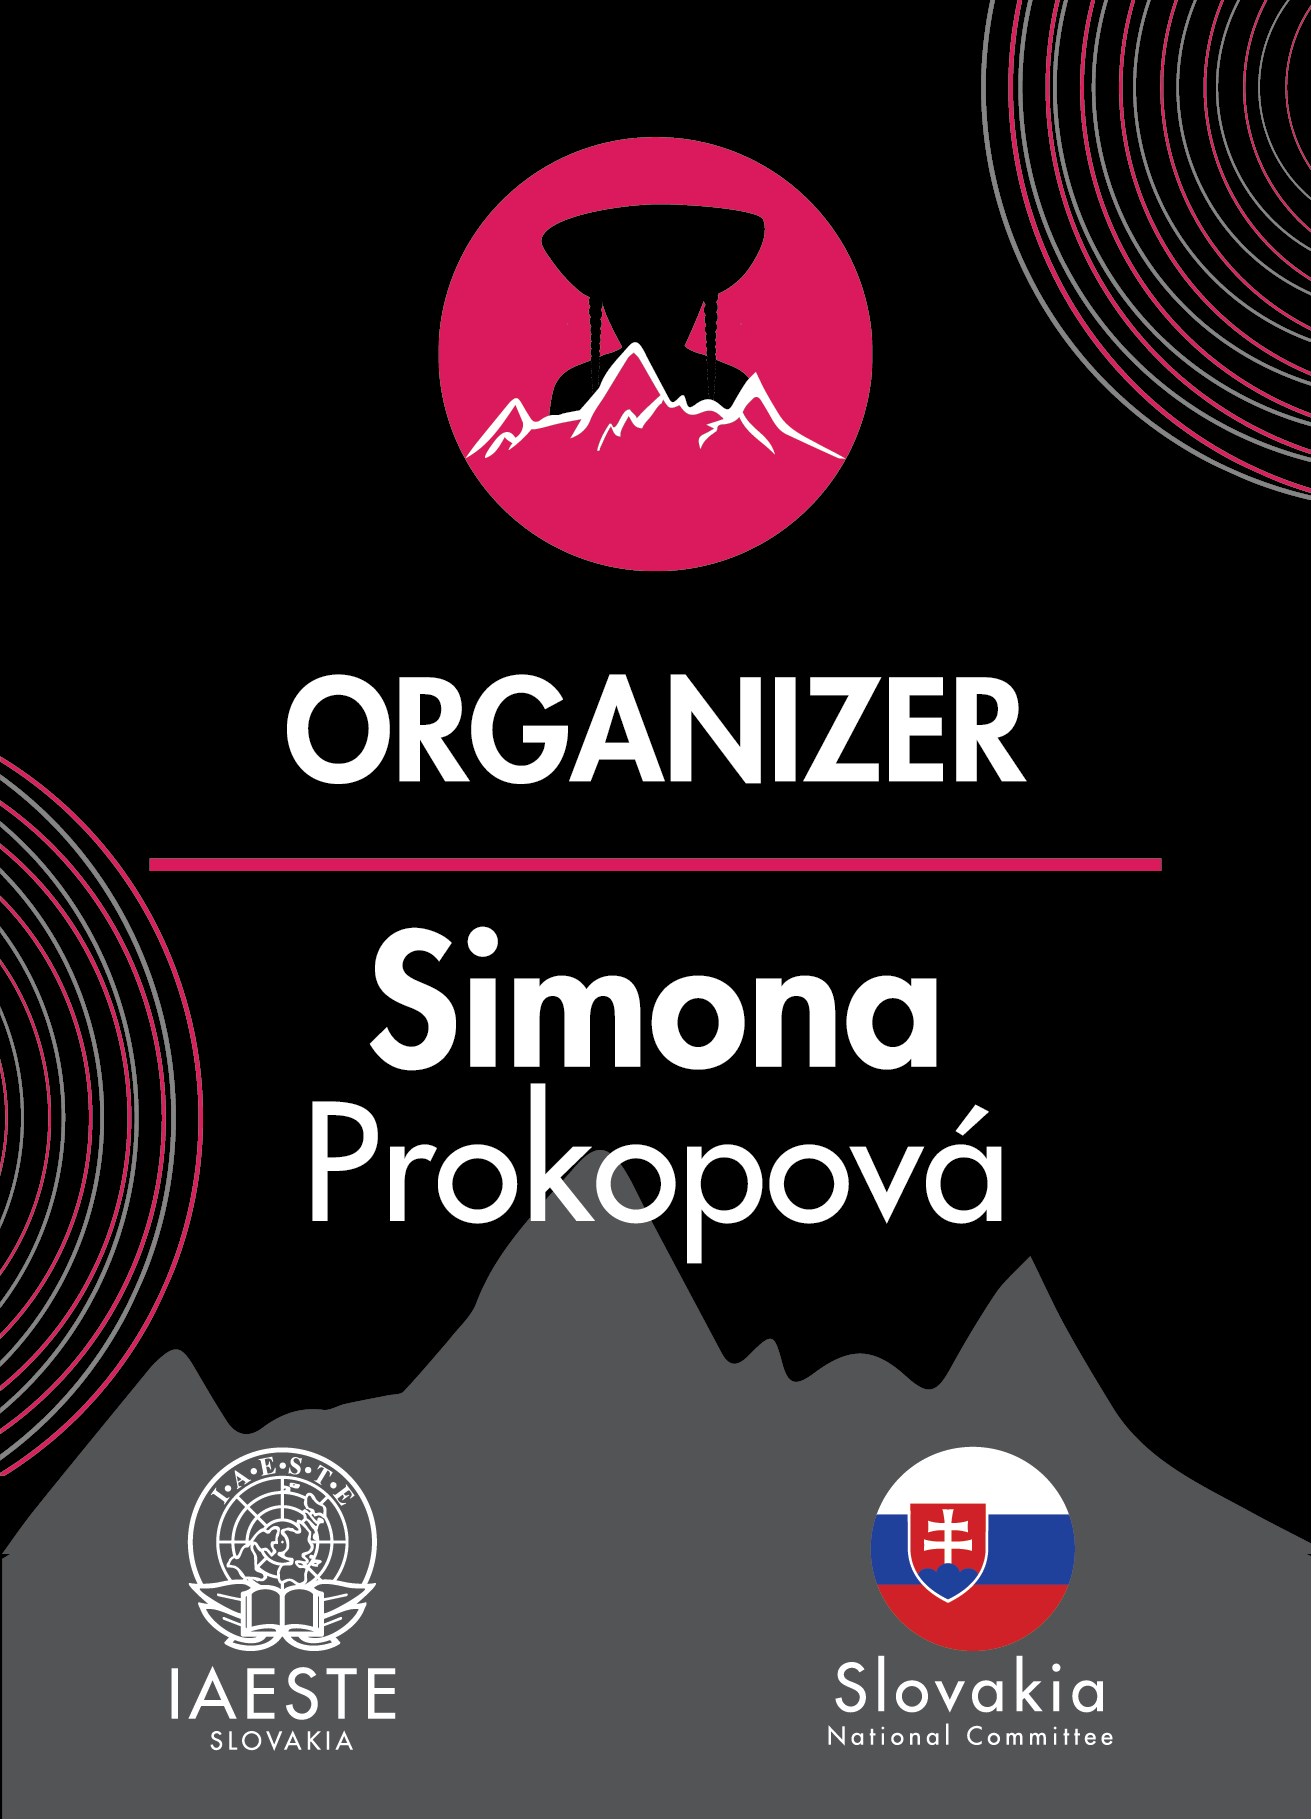 ORGANIZER
Simona
Prokopová
I·A·E·S·T·E
IAESTE
SLOVAKIA
Slovakia
National Committee